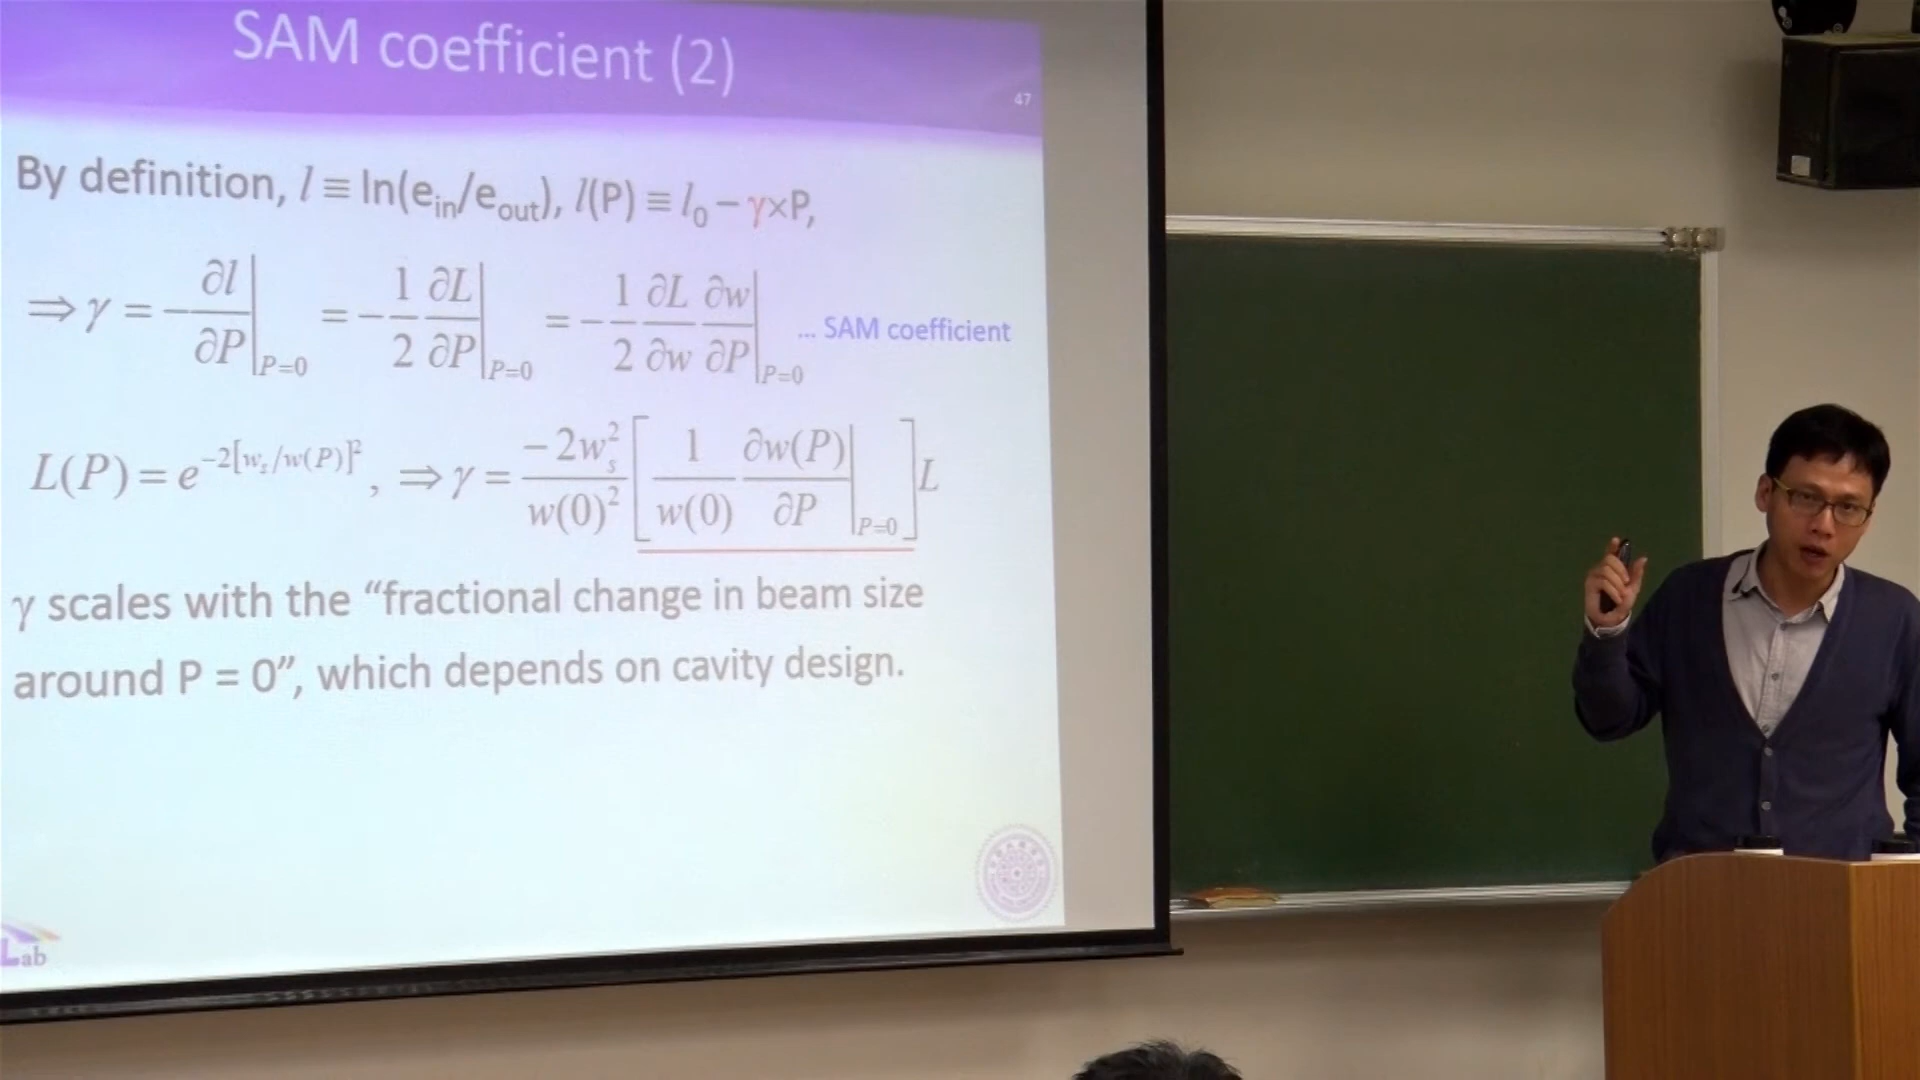 SAM coefficient (2)
47
By definition, l ≡ ln(e_in/e_out), l(P) ≡ l_0 − γ×P,
⇒ γ = −∂l/∂P|_{P=0} = −1/2 ∂L/∂P|_{P=0} = −1/2 ∂L/∂w ∂w/∂P|_{P=0} ... SAM coefficient
L(P) = e^{−2[w_s/w(P)]^2}, ⇒ γ = −2w_s^2/w(0)^2 [1/w(0) ∂w(P)/∂P|_{P=0}] L
γ scales with the “fractional change in beam size
around P = 0”, which depends on cavity design.
Lab